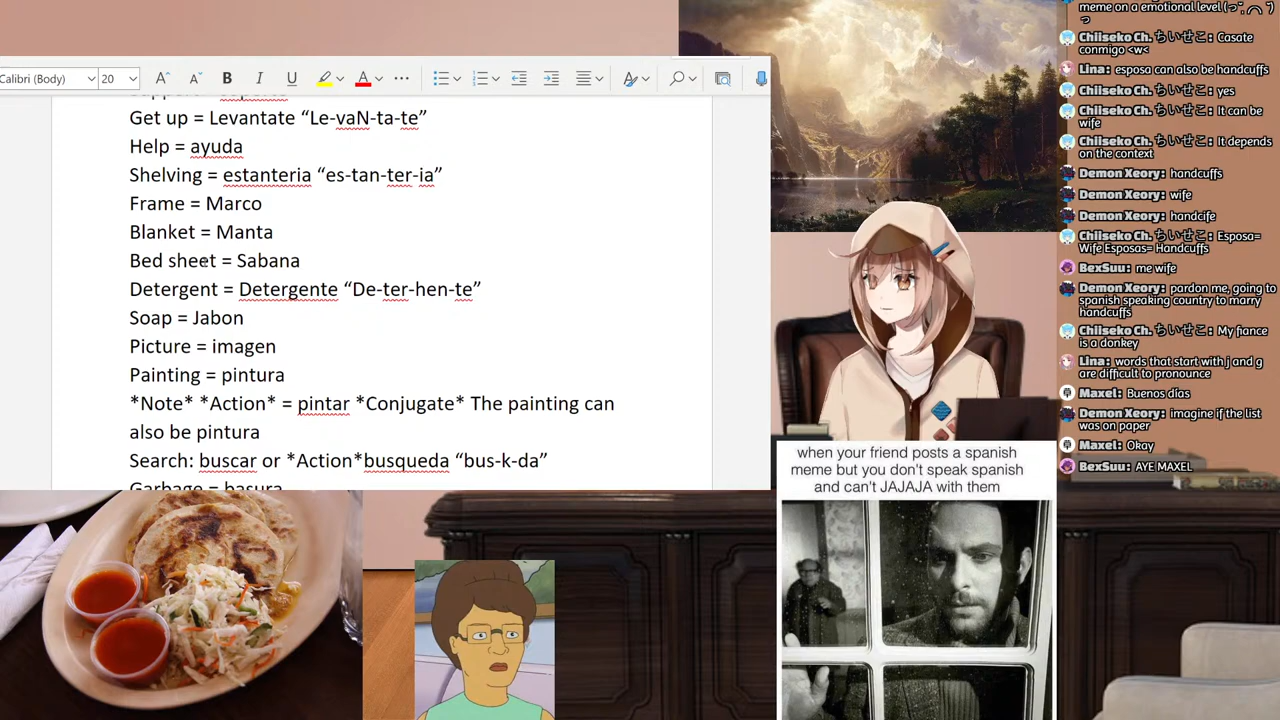 Calibri (Body)
20
Get up = Levantate “Le-vaN-ta-te”
Help = ayuda
Shelving = estanteria “es-tan-ter-ia”
Frame = Marco
Blanket = Manta
Bed sheet = Sabana
Detergent = Detergente “De-ter-hen-te”
Soap = Jabon
Picture = imagen
Painting = pintura
*Note* *Action* = pintar *Conjugate* The painting can
also be pintura
Search: buscar or *Action*busqueda “bus-k-da”
Garbage = basura
meme on a emotional level (っ˘̩╭╮˘̩)
っ
Chiiseko Ch. ちいせこ: Casate
conmigo <w<
Lina: esposa can also be handcuffs
Chiiseko Ch. ちいせこ: yes
Chiiseko Ch. ちいせこ: It can be
wife
Chiiseko Ch. ちいせこ: It depends
on the context
Demon Xeory: handcuffs
Demon Xeory: wife
Demon Xeory: handcife
Chiiseko Ch. ちいせこ: Esposa=
Wife Esposas= Handcuffs
BexSuu: me wife
Demon Xeory: pardon me, going to
spanish speaking country to marry
handcuffs
Chiiseko Ch. ちいせこ: My fiance
is a donkey
Lina: words that start with j and g
are difficult to pronounce
Maxel: Buenos días
Demon Xeory: imagine if the list
was on paper
Maxel: Okay
BexSuu: AYE MAXEL
when your friend posts a spanish
meme but you don't speak spanish
and can't JAJAJA with them